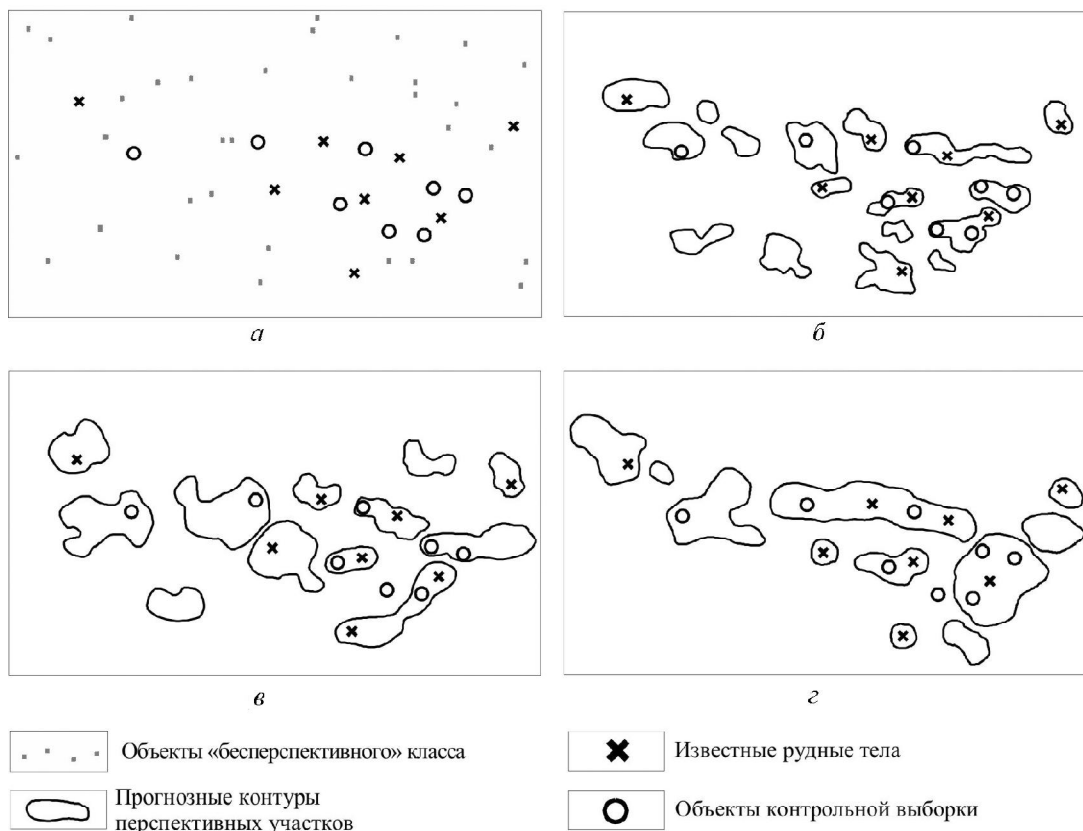 а
б
в
г
Объекты «бесперспективного» класса
Известные рудные тела
Прогнозные контуры
перспективных участков
Объекты контрольной выборки